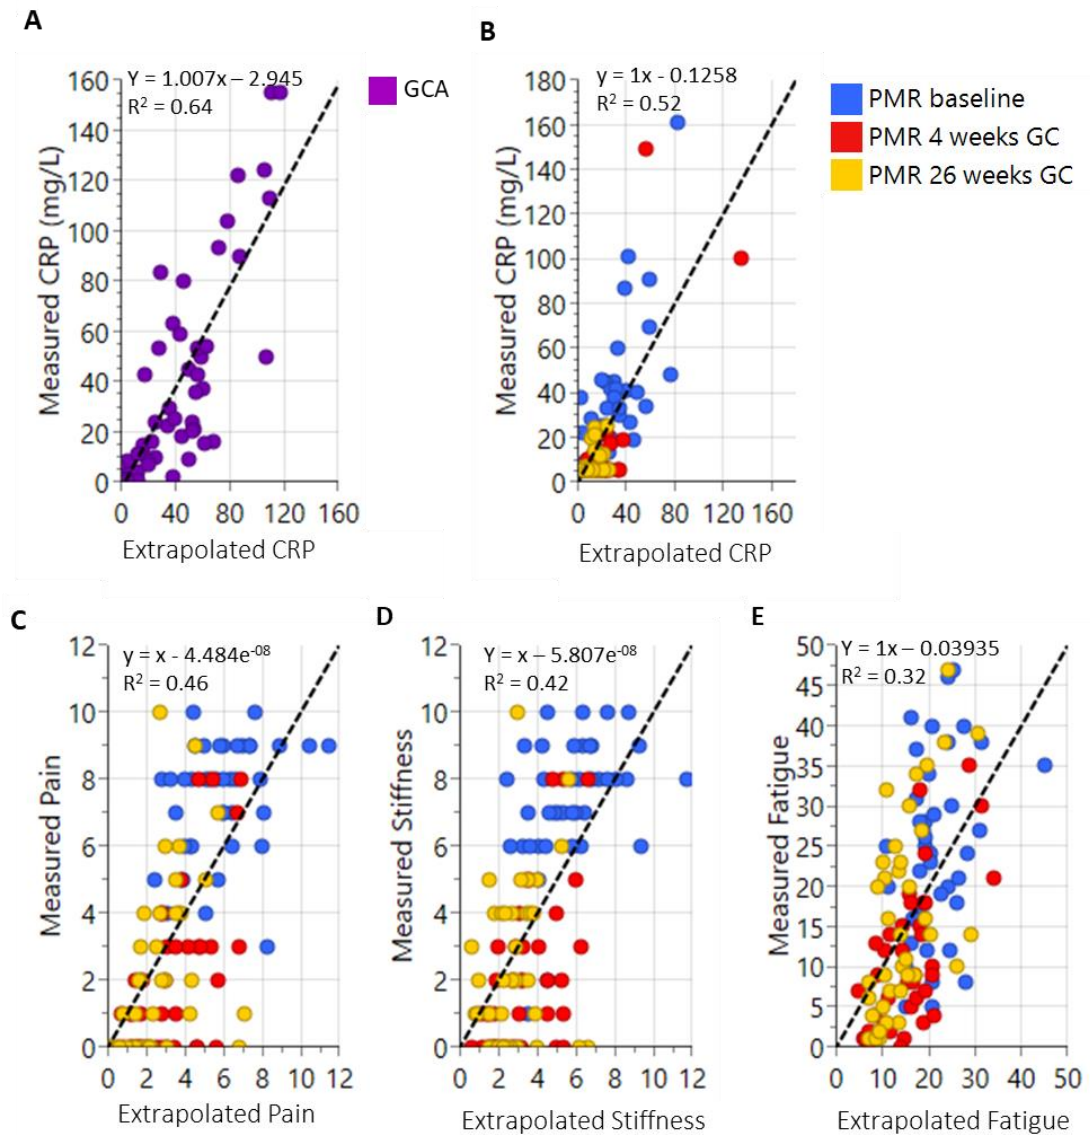 A
Y = 1.007x – 2.945
R² = 0.64
160
140
120
100
80
60
40
20
0
Measured CRP (mg/L)
0 40 80 120 160
Extrapolated CRP
GCA
B
y = 1x - 0.1258
R² = 0.52
180
160
140
120
100
80
60
40
20
0
Measured CRP (mg/L)
0 40 80 120 160
Extrapolated CRP
PMR baseline
PMR 4 weeks GC
PMR 26 weeks GC
C
y = x - 4.484e⁻⁰⁸
R² = 0.46
12
10
8
6
4
2
0
Measured Pain
0 2 4 6 8 10 12
Extrapolated Pain
D
Y = x – 5.807e⁻⁰⁸
R² = 0.42
12
10
8
6
4
2
0
Measured Stiffness
0 2 4 6 8 10 12
Extrapolated Stiffness
E
Y = 1x – 0.03935
R² = 0.32
50
45
40
35
30
25
20
15
10
5
0
Measured Fatigue
0 10 20 30 40 50
Extrapolated Fatigue